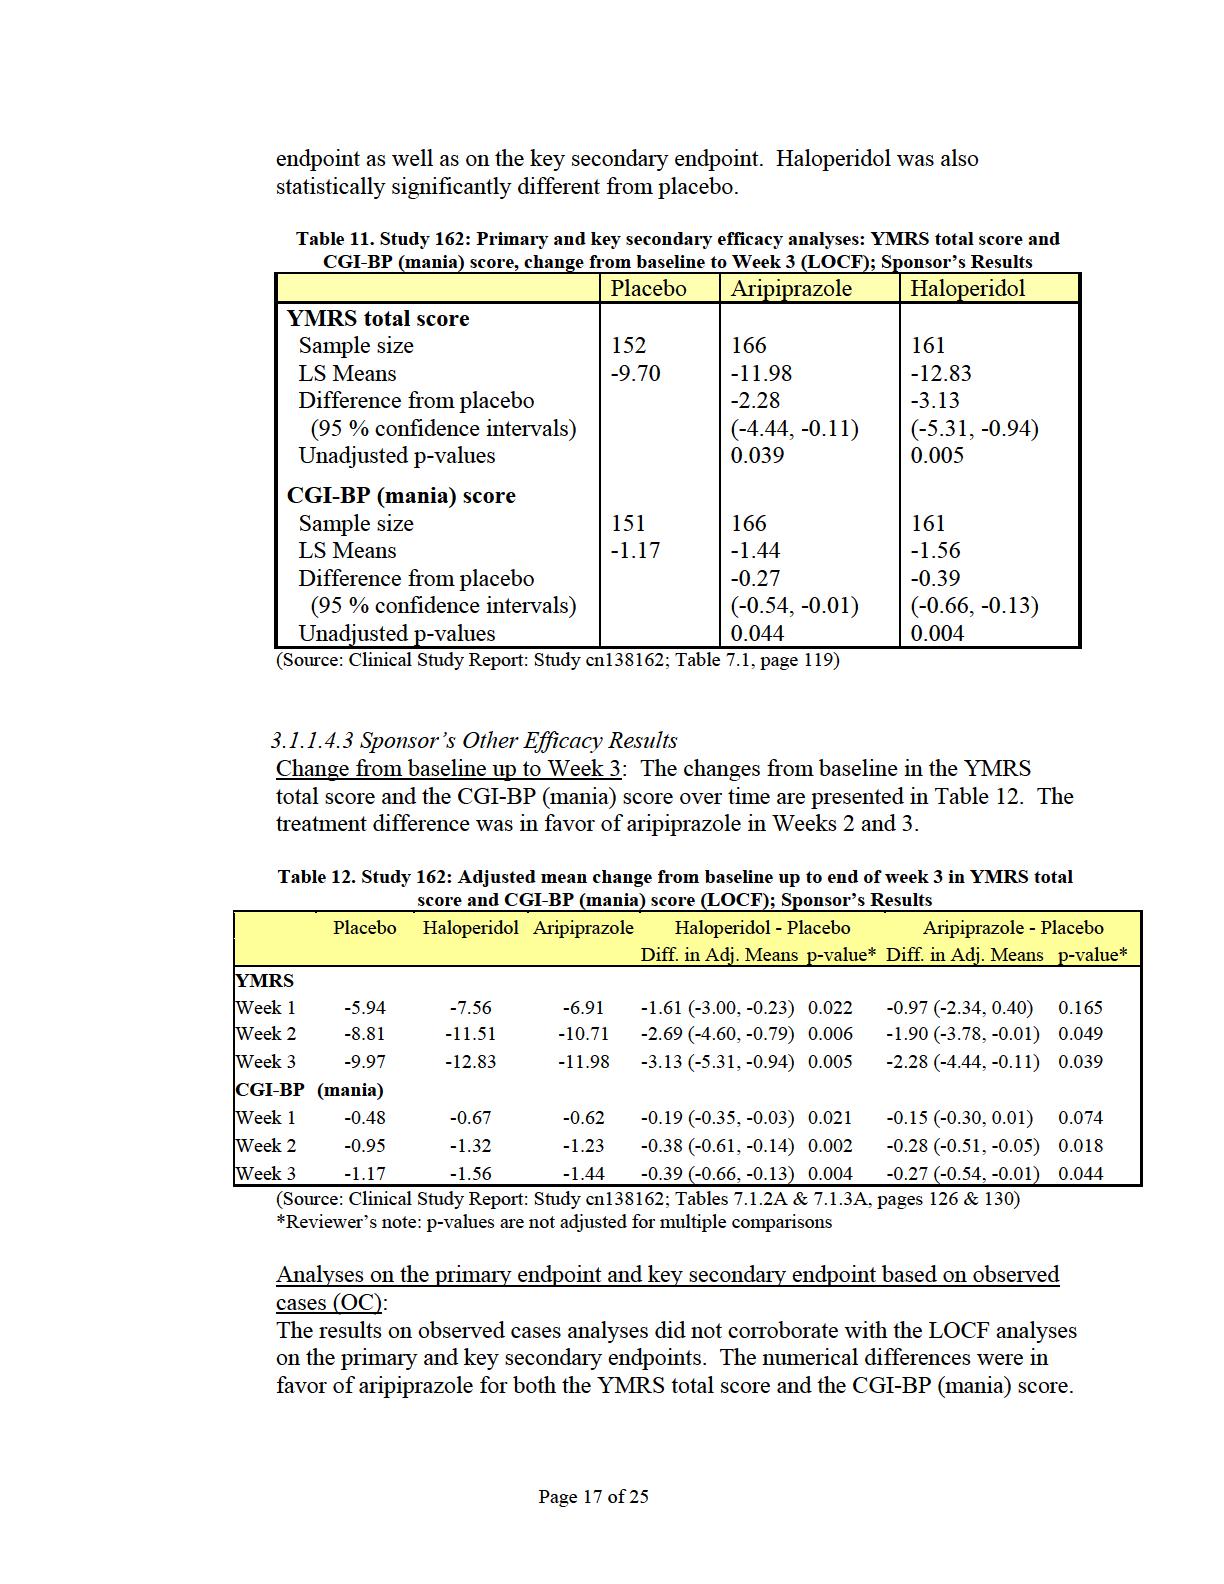 endpoint as well as on the key secondary endpoint. Haloperidol was also
statistically significantly different from placebo.
Table 11. Study 162: Primary and key secondary efficacy analyses: YMRS total score and
CGI-BP (mania) score, change from baseline to Week 3 (LOCF); Sponsor's Results
Placebo Aripiprazole Haloperidol
YMRS total score
Sample size 152 166 161
LS Means -9.70 -11.98 -12.83
Difference from placebo -2.28 -3.13
(95 % confidence intervals) (-4.44, -0.11) (-5.31, -0.94)
Unadjusted p-values 0.039 0.005
CGI-BP (mania) score
Sample size 151 166 161
LS Means -1.17 -1.44 -1.56
Difference from placebo -0.27 -0.39
(95 % confidence intervals) (-0.54, -0.01) (-0.66, -0.13)
Unadjusted p-values 0.044 0.004
(Source: Clinical Study Report: Study cn138162; Table 7.1, page 119)
3.1.1.4.3 Sponsor's Other Efficacy Results
Change from baseline up to Week 3: The changes from baseline in the YMRS
total score and the CGI-BP (mania) score over time are presented in Table 12. The
treatment difference was in favor of aripiprazole in Weeks 2 and 3.
Table 12. Study 162: Adjusted mean change from baseline up to end of week 3 in YMRS total
score and CGI-BP (mania) score (LOCF); Sponsor's Results
Placebo Haloperidol Aripiprazole Haloperidol - Placebo Aripiprazole - Placebo
Diff. in Adj. Means p-value* Diff. in Adj. Means p-value*
YMRS
Week 1 -5.94 -7.56 -6.91 -1.61 (-3.00, -0.23) 0.022 -0.97 (-2.34, 0.40) 0.165
Week 2 -8.81 -11.51 -10.71 -2.69 (-4.60, -0.79) 0.006 -1.90 (-3.78, -0.01) 0.049
Week 3 -9.97 -12.83 -11.98 -3.13 (-5.31, -0.94) 0.005 -2.28 (-4.44, -0.11) 0.039
CGI-BP (mania)
Week 1 -0.48 -0.67 -0.62 -0.19 (-0.35, -0.03) 0.021 -0.15 (-0.30, 0.01) 0.074
Week 2 -0.95 -1.32 -1.23 -0.38 (-0.61, -0.14) 0.002 -0.28 (-0.51, -0.05) 0.018
Week 3 -1.17 -1.56 -1.44 -0.39 (-0.66, -0.13) 0.004 -0.27 (-0.54, -0.01) 0.044
(Source: Clinical Study Report: Study cn138162; Tables 7.1.2A & 7.1.3A, pages 126 & 130)
*Reviewer's note: p-values are not adjusted for multiple comparisons
Analyses on the primary endpoint and key secondary endpoint based on observed
cases (OC):
The results on observed cases analyses did not corroborate with the LOCF analyses
on the primary and key secondary endpoints. The numerical differences were in
favor of aripiprazole for both the YMRS total score and the CGI-BP (mania) score.
Page 17 of 25